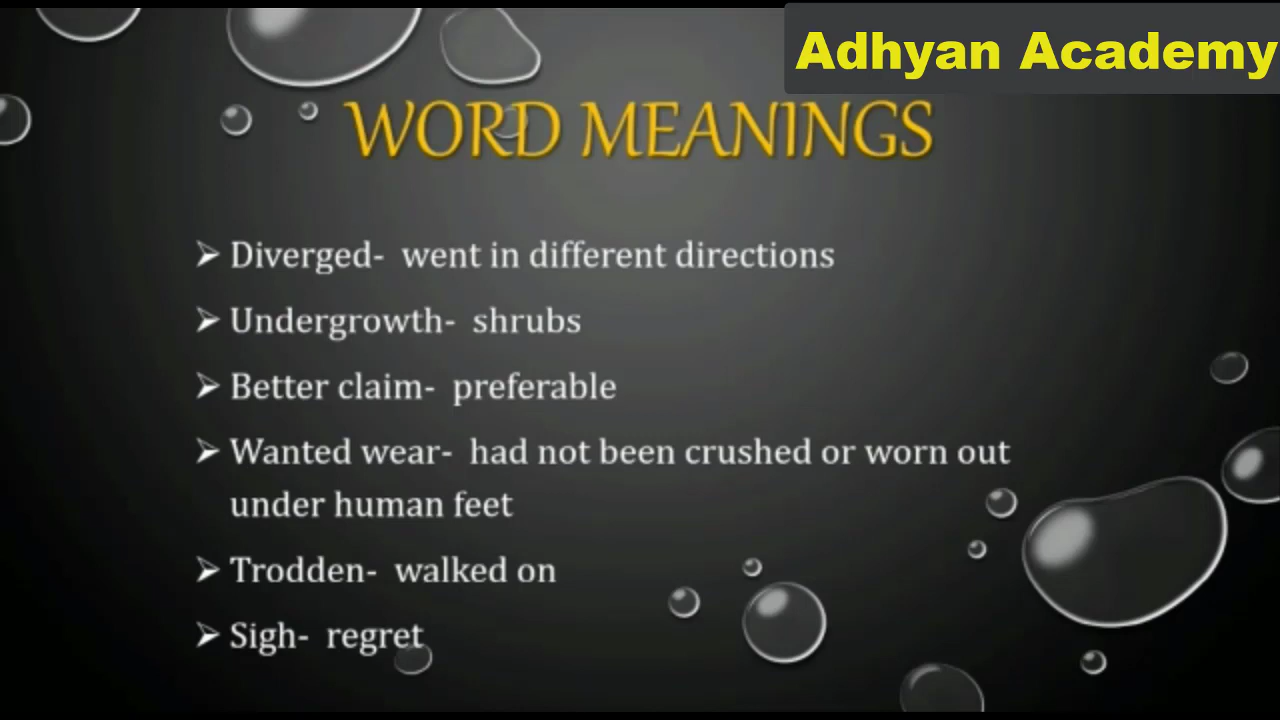 Adhyan Academy
WORD MEANINGS
➢ Diverged- went in different directions
➢ Undergrowth- shrubs
➢ Better claim- preferable
➢ Wanted wear- had not been crushed or worn out
under human feet
➢ Trodden- walked on
➢ Sigh- regret